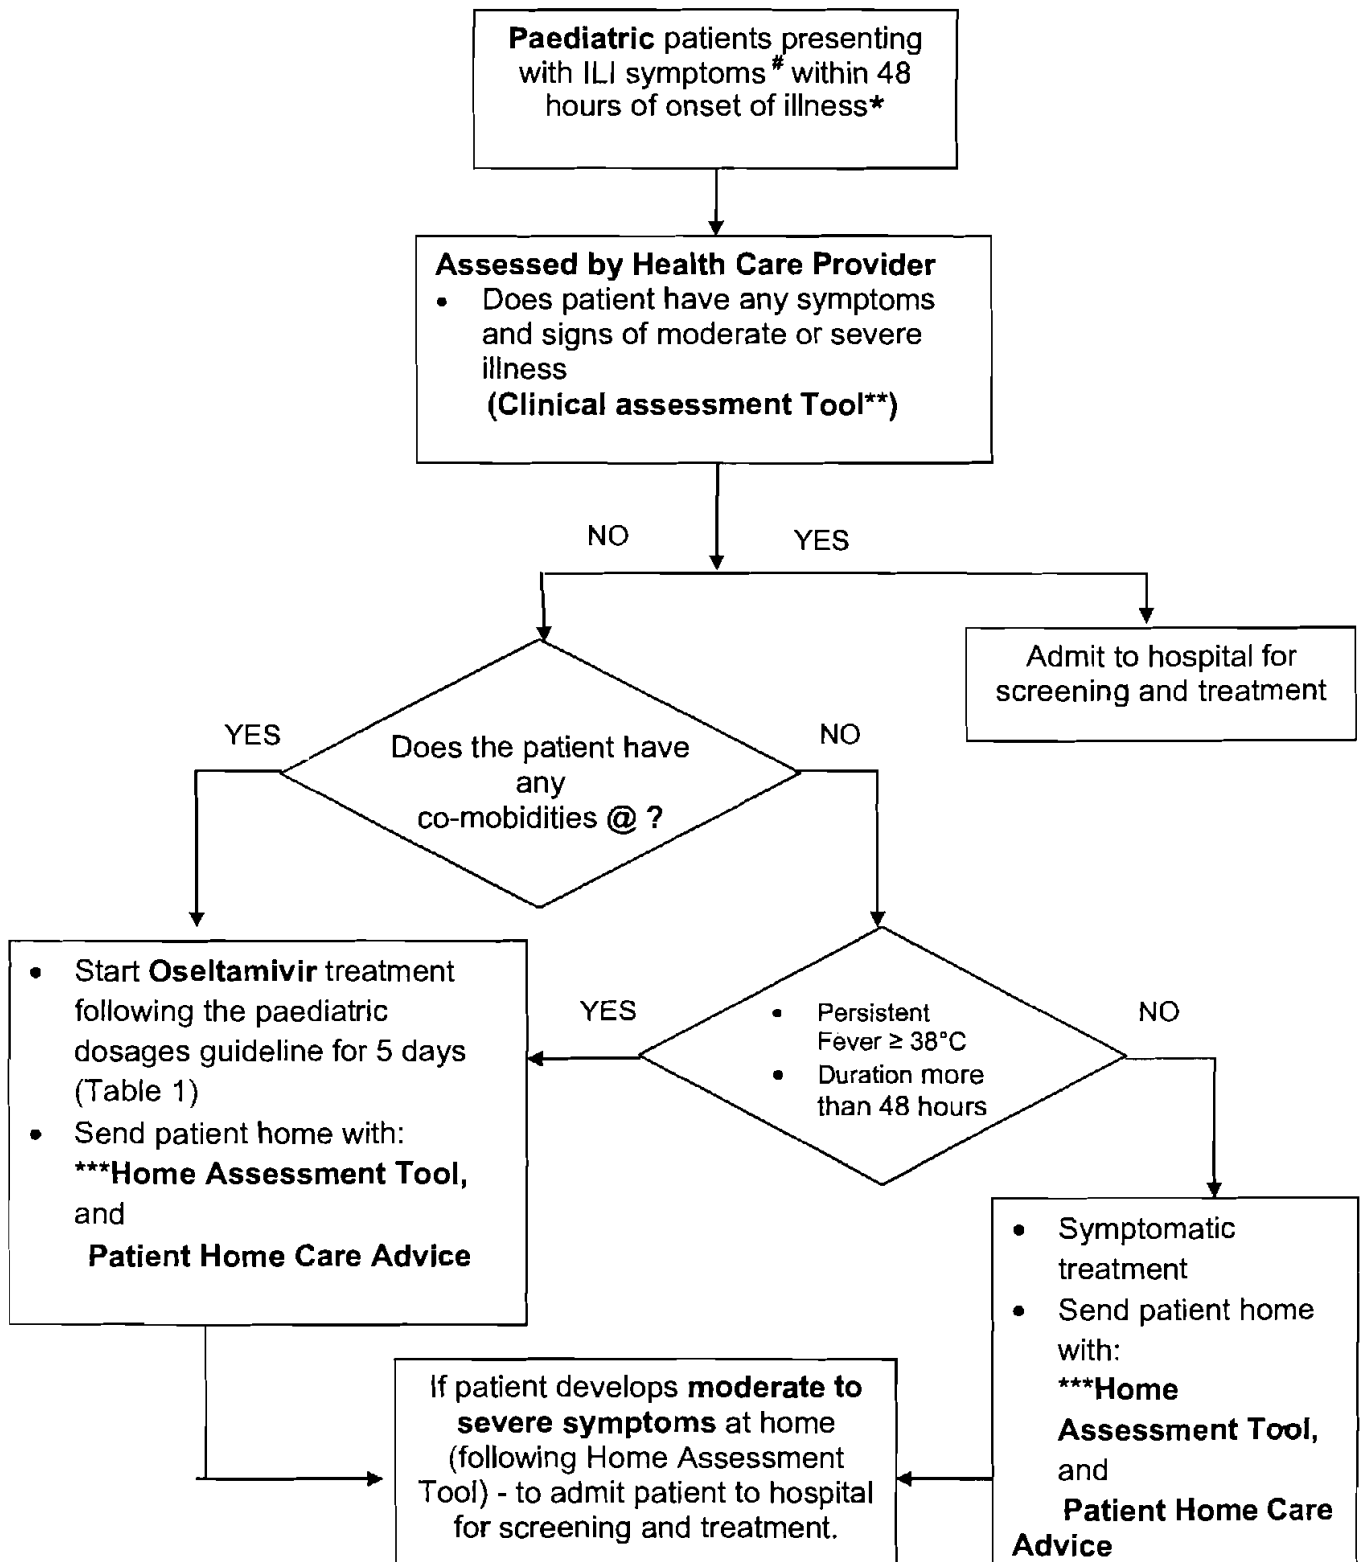 Paediatric patients presenting
with ILI symptoms # within 48
hours of onset of illness*
Assessed by Health Care Provider
• Does patient have any symptoms
and signs of moderate or severe
illness
(Clinical assessment Tool**)
NO
YES
Admit to hospital for
screening and treatment
YES
Does the patient have
any
co-mobidities @ ?
NO
• Start Oseltamivir treatment
following the paediatric
dosages guideline for 5 days
(Table 1)
• Send patient home with:
***Home Assessment Tool,
and
Patient Home Care Advice
YES
• Persistent
Fever ≥ 38°C
• Duration more
than 48 hours
NO
• Symptomatic
treatment
• Send patient home
with:
***Home
Assessment Tool,
and
Patient Home Care
Advice
If patient develops moderate to
severe symptoms at home
(following Home Assessment
Tool) - to admit patient to hospital
for screening and treatment.